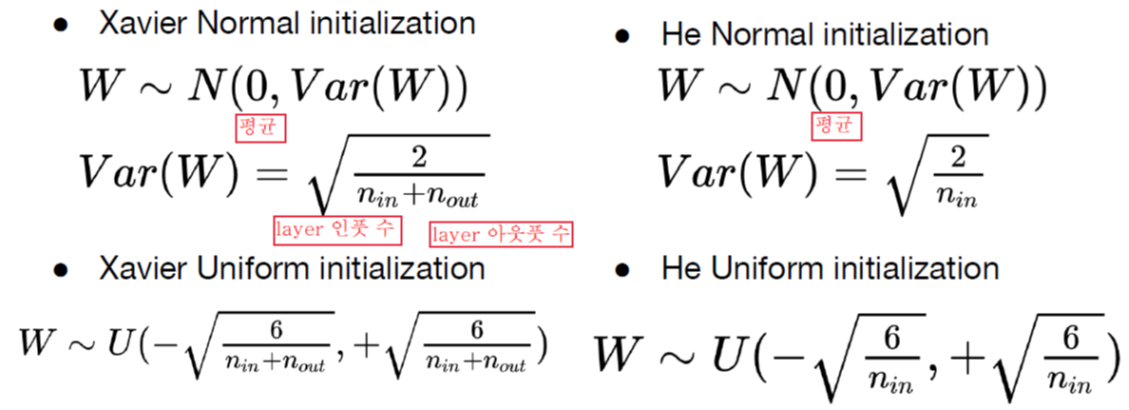 ● Xavier Normal initialization
W ∼ N(0, Var(W))
평균
Var(W) = √(2 / (n_in+n_out))
layer 인풋 수 layer 아웃풋 수
● Xavier Uniform initialization
W ∼ U(−√(6 / (n_in+n_out)), +√(6 / (n_in+n_out)))
● He Normal initialization
W ∼ N(0, Var(W))
평균
Var(W) = √(2 / n_in)
● He Uniform initialization
W ∼ U(−√(6 / n_in), +√(6 / n_in))